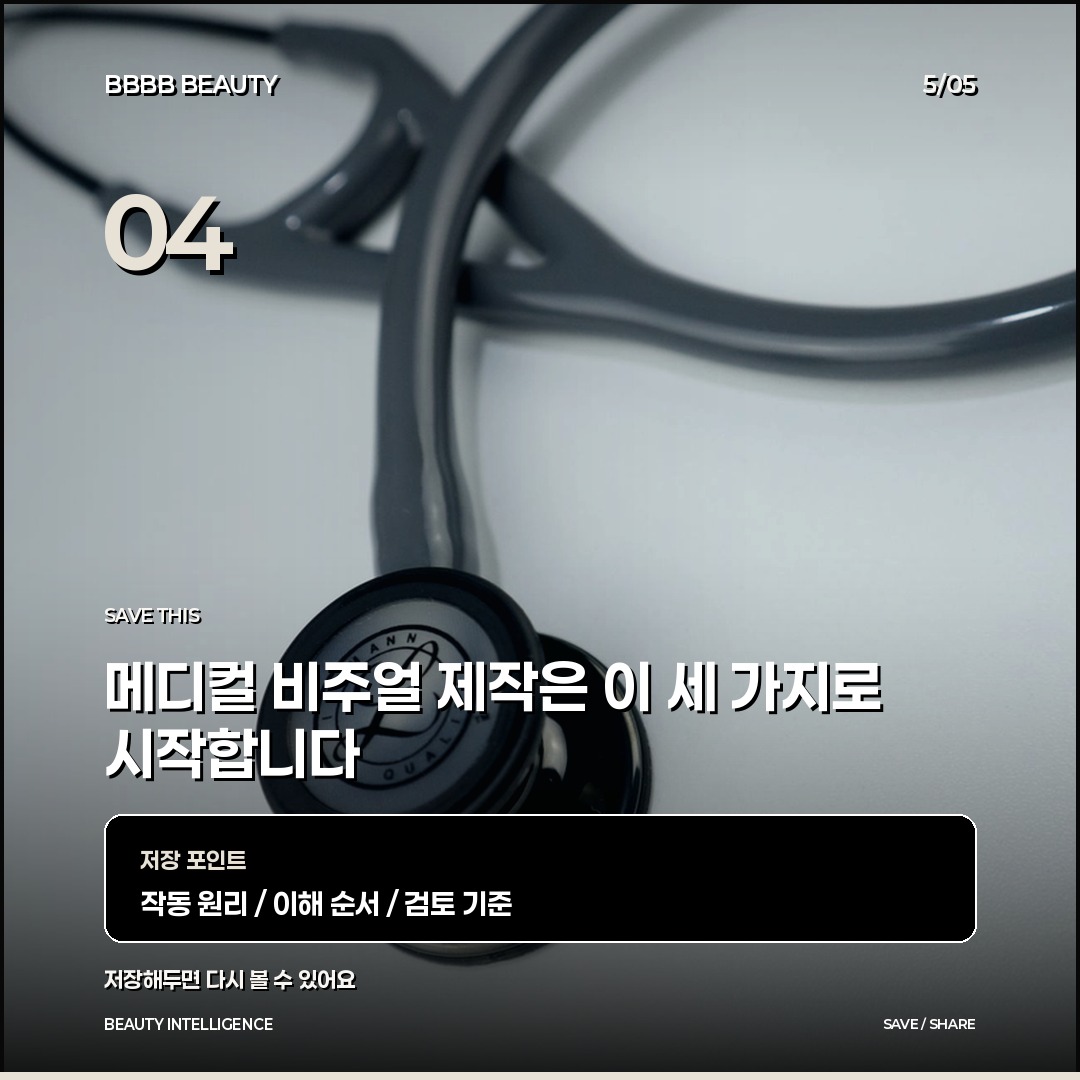 BBBB BEAUTY
5/05
04
SAVE THIS
메디컬 비주얼 제작은 이 세 가지로
시작합니다
저장 포인트
작동 원리 / 이해 순서 / 검토 기준
저장해두면 다시 볼 수 있어요
BEAUTY INTELLIGENCE
SAVE / SHARE